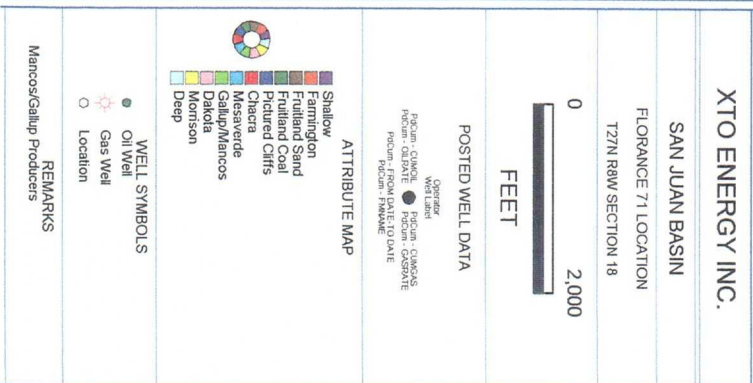 XTO ENERGY INC.
SAN JUAN BASIN
FLORANCE 71 LOCATION
T27N R8W SECTION 18
0 2,000
FEET
POSTED WELL DATA
Operator
Well Label
PdCum - CUMOIL PdCum - CUMGAS
PdCum - OILRATE PdCum - GASRATE
PdCum - FROM DATE-TO DATE
PdCum - FMNAME
ATTRIBUTE MAP
Shallow
Farmington
Fruitland Sand
Fruitland Coal
Pictured Cliffs
Chacra
Mesaverde
Gallup/Mancos
Dakota
Morrison
Deep
WELL SYMBOLS
Oil Well
Gas Well
Location
REMARKS
Mancos/Gallup Producers